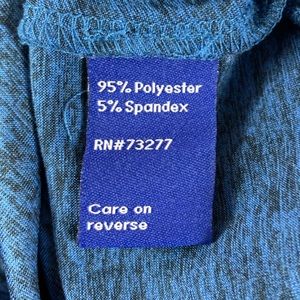 95% Polyester
5% Spandex
RN#73277
Care on
reverse